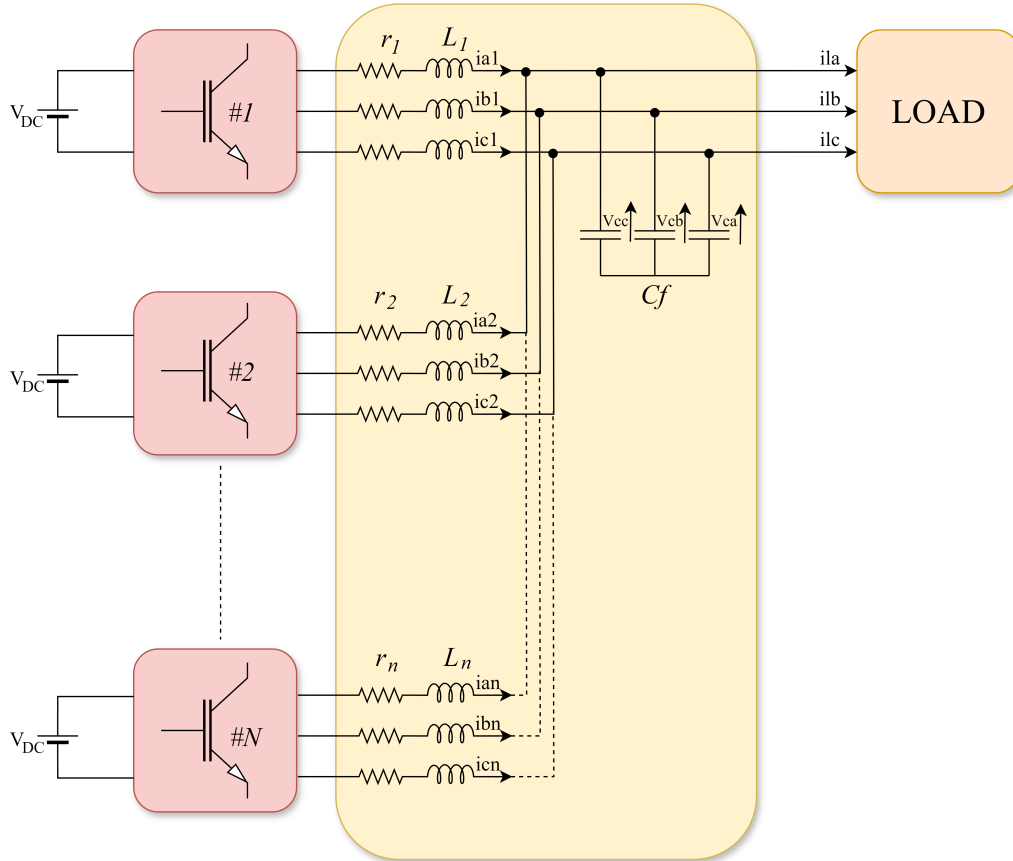 r1 L1 ia1 ila
VDC #1 ib1 ilb LOAD
ic1 ilc
Vcc Vcb Vca
r2 L2 Cf
ia2
VDC #2 ib2
ic2
rn Ln
ian
VDC #N ibn
icn